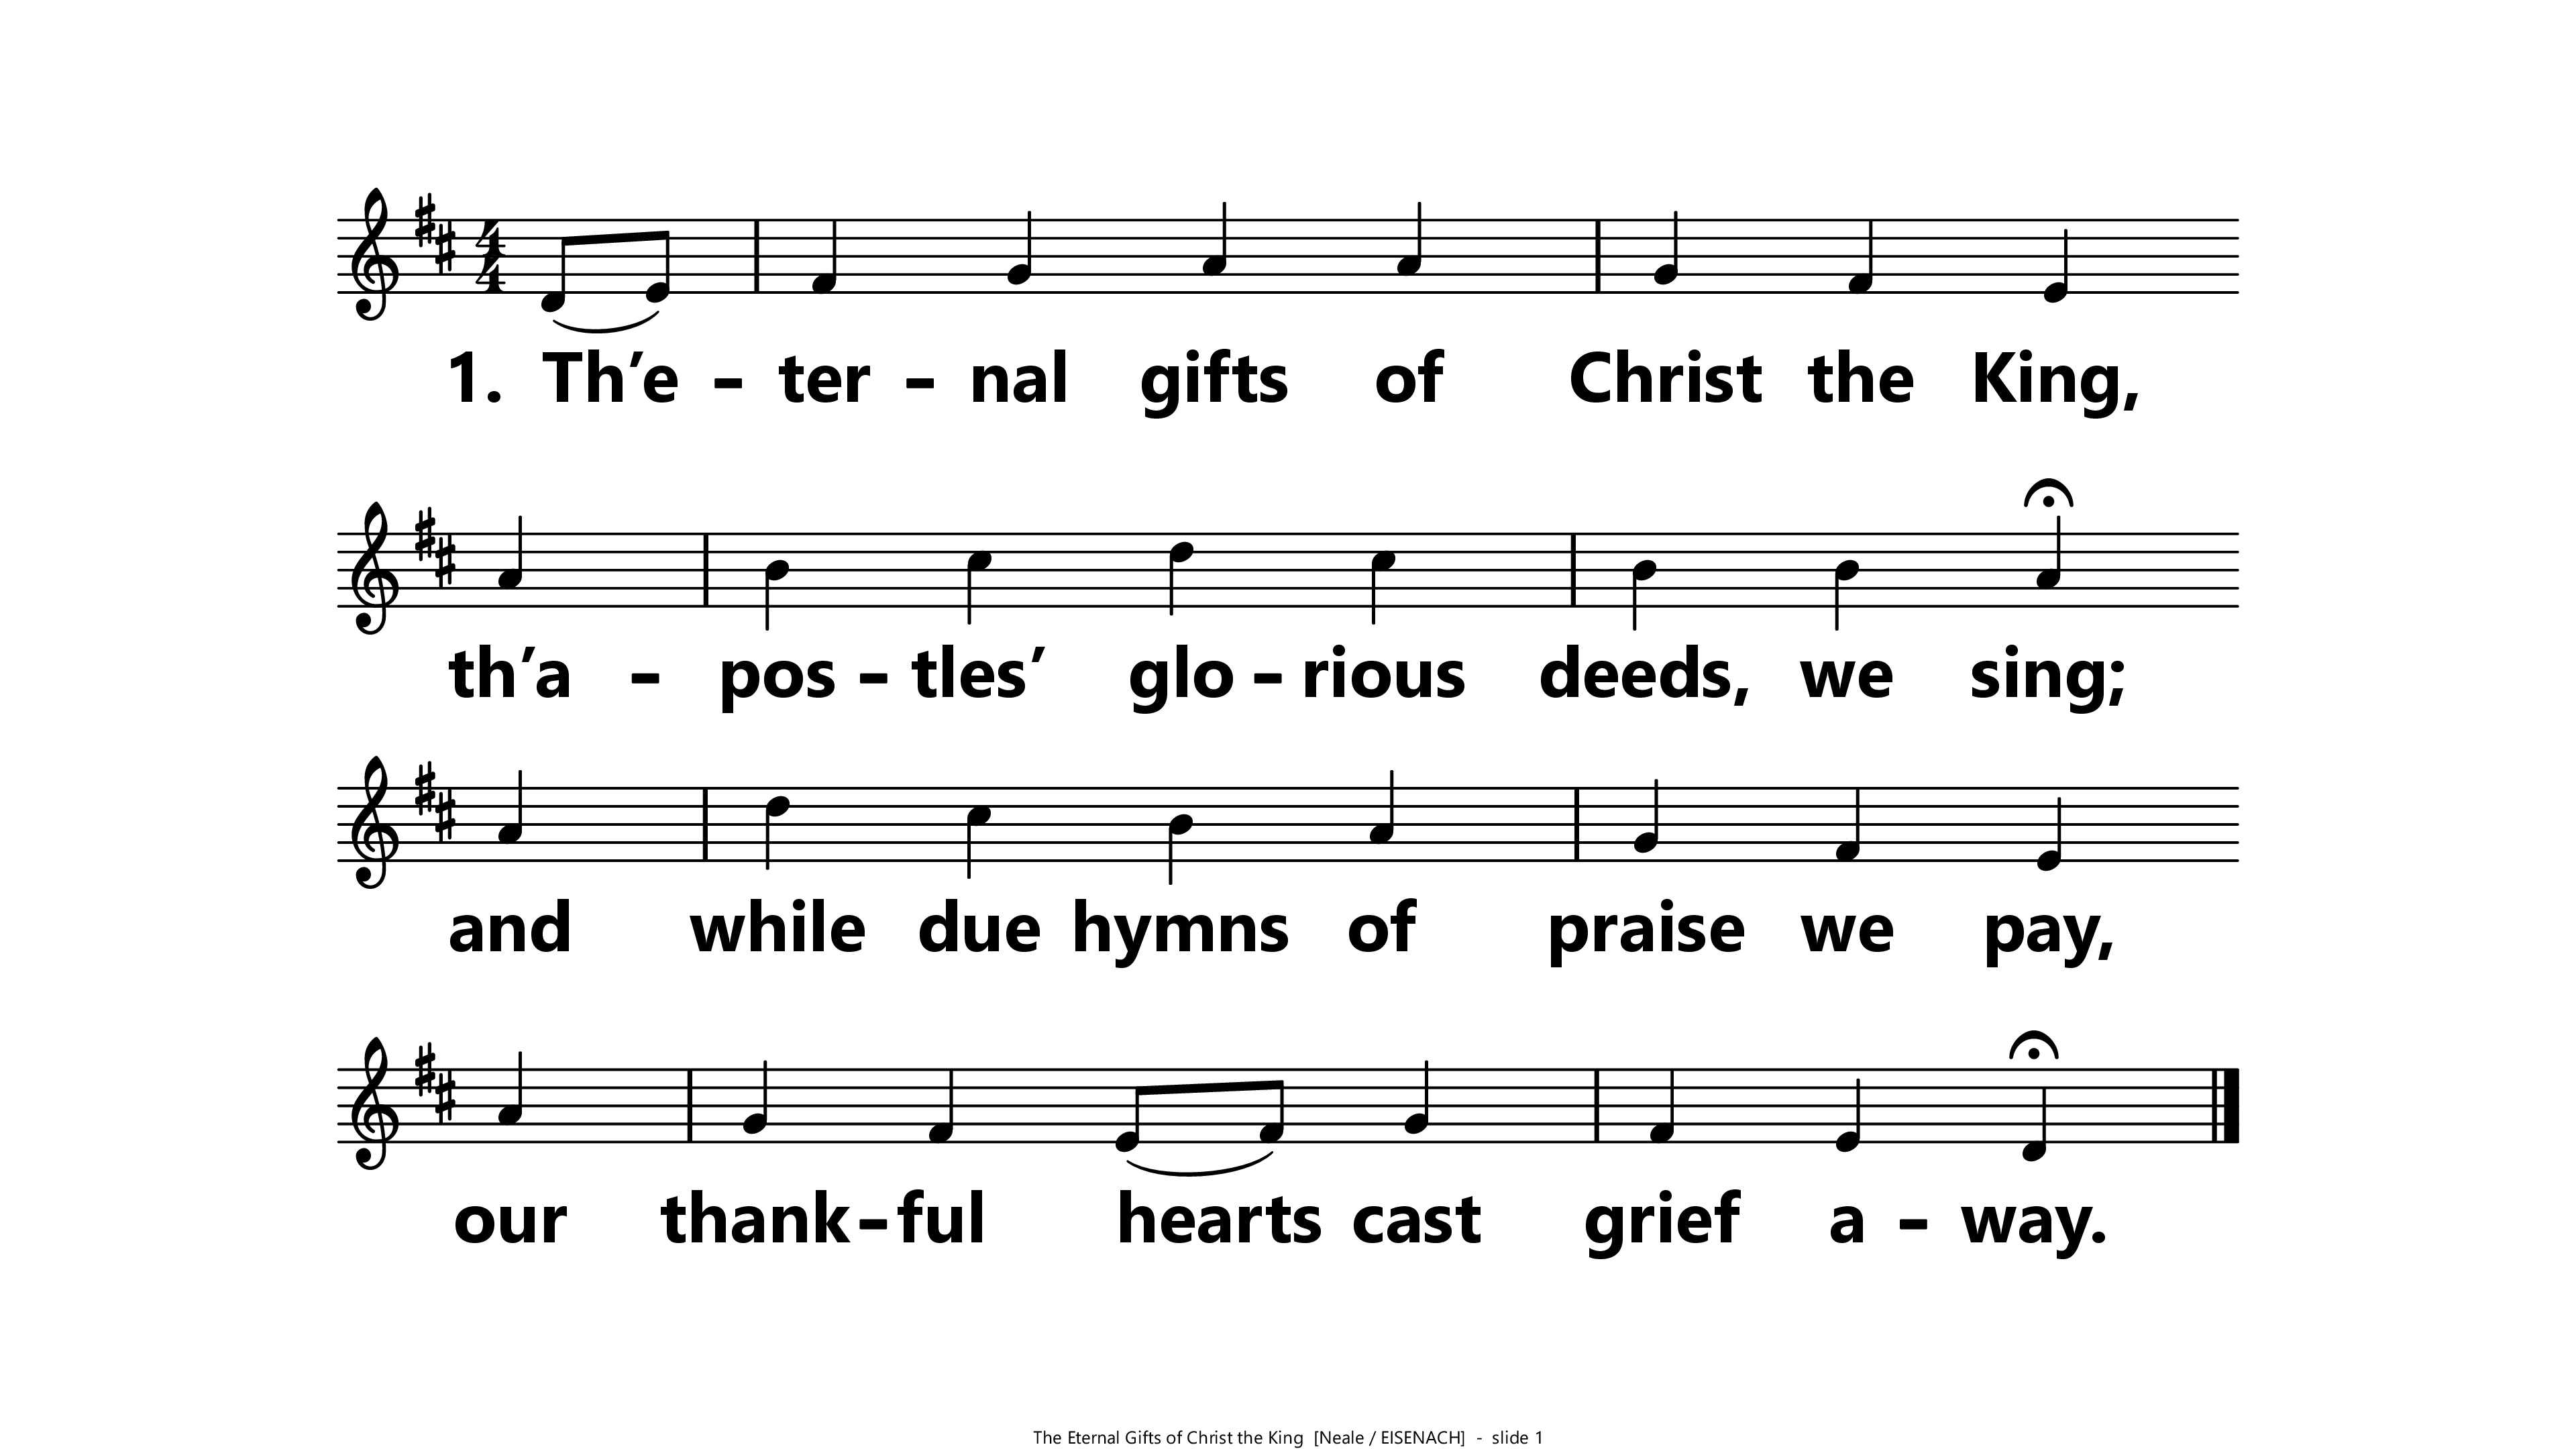 1. Th’e - ter - nal gifts of Christ the King,
th’a - pos - tles’ glo - rious deeds, we sing;
and while due hymns of praise we pay,
our thank - ful hearts cast grief a - way.
The Eternal Gifts of Christ the King [Neale / EISENACH] - slide 1